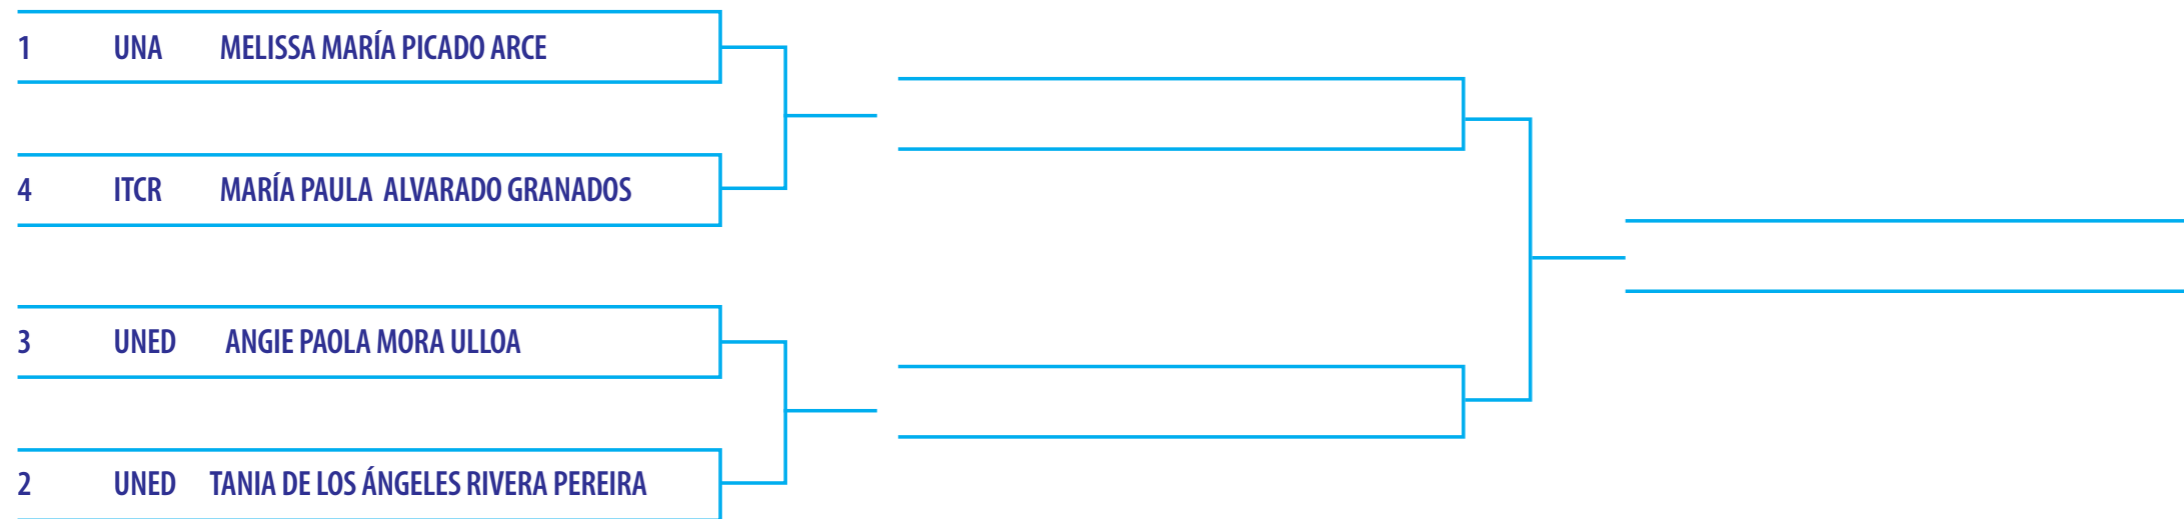 1 UNA MELISSA MARÍA PICADO ARCE
4 ITCR MARÍA PAULA ALVARADO GRANADOS
3 UNED ANGIE PAOLA MORA ULLOA
2 UNED TANIA DE LOS ÁNGELES RIVERA PEREIRA